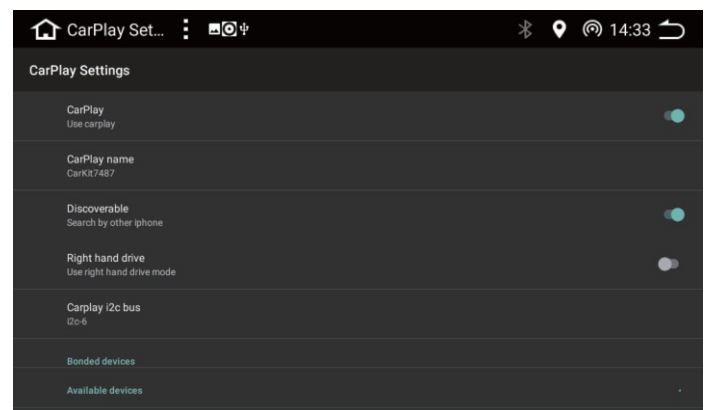 CarPlay Set...
14:33
CarPlay Settings
CarPlay
Use carplay
CarPlay name
CarKit7487
Discoverable
Search by other iphone
Right hand drive
Use right hand drive mode
Carplay i2c bus
i2c-6
Bonded devices
Available devices